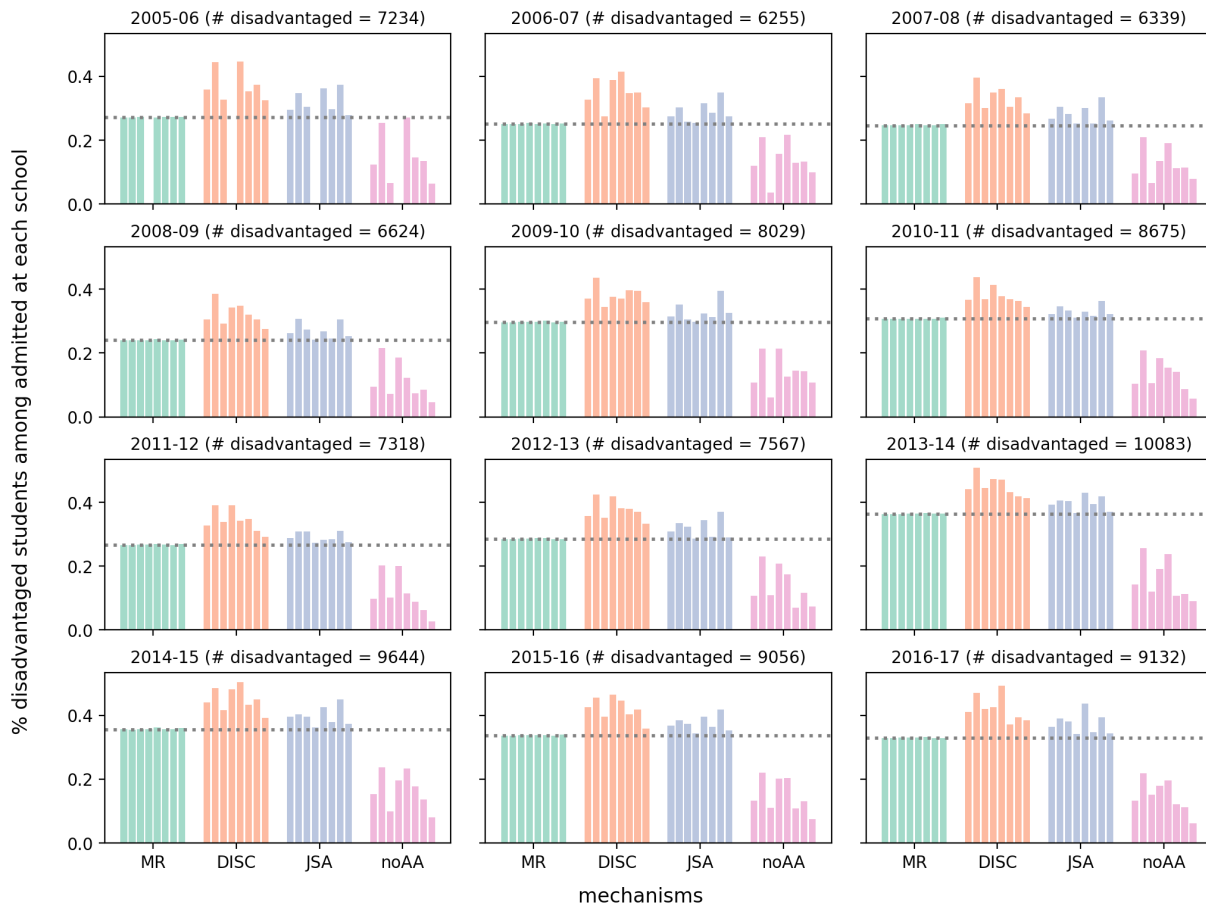 % disadvantaged students among admitted at each school
2005-06 (# disadvantaged = 7234)
2006-07 (# disadvantaged = 6255)
2007-08 (# disadvantaged = 6339)
0.4
0.2
0.0
2008-09 (# disadvantaged = 6624)
2009-10 (# disadvantaged = 8029)
2010-11 (# disadvantaged = 8675)
0.4
0.2
0.0
2011-12 (# disadvantaged = 7318)
2012-13 (# disadvantaged = 7567)
2013-14 (# disadvantaged = 10083)
0.4
0.2
0.0
2014-15 (# disadvantaged = 9644)
2015-16 (# disadvantaged = 9056)
2016-17 (# disadvantaged = 9132)
0.4
0.2
0.0
MR DISC JSA noAA
MR DISC JSA noAA
MR DISC JSA noAA
mechanisms